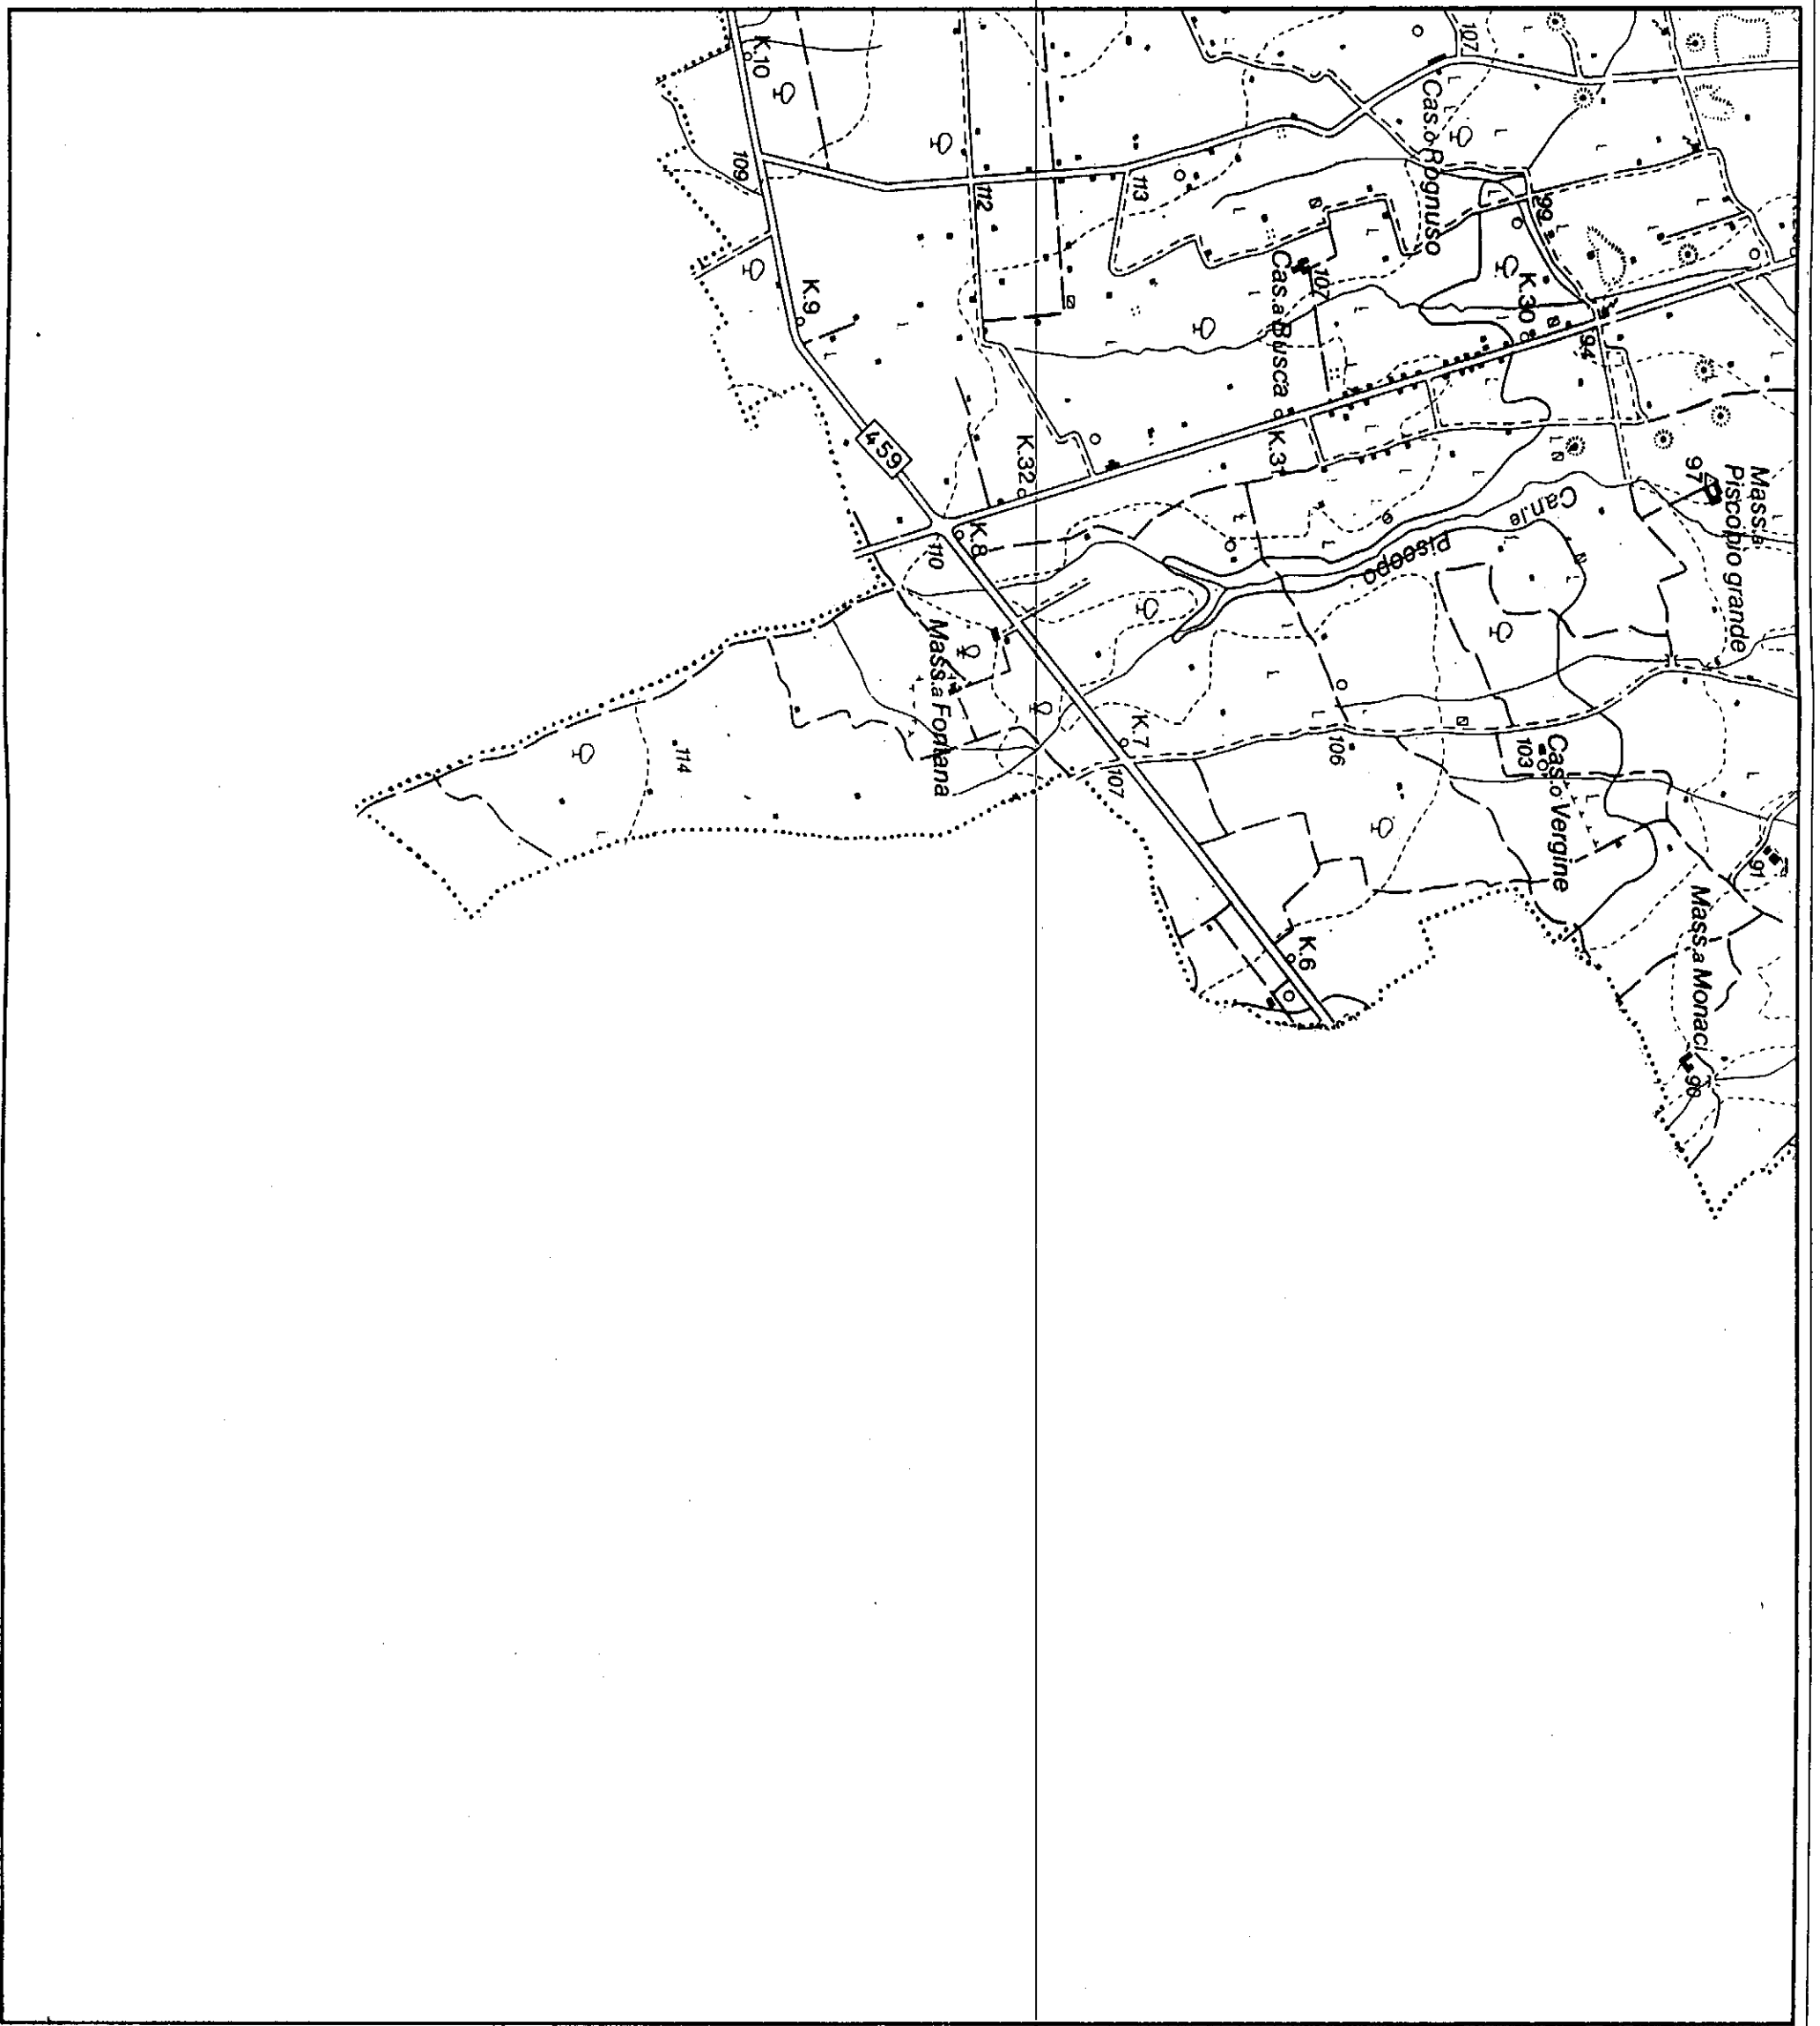 Mass.a
Piscopio grande
97
Mass.a Monaci
90
91
Cas.o Vergine
103
94
K.30
99
Can.le
Piscopo
107
Cas.o Rognuso
106
107
Cas.a Busca
K.31
K.6
113
K.7
107
K.32
112
K.8
110
Mass.a Fontana
459
K.9
K.10
109
114